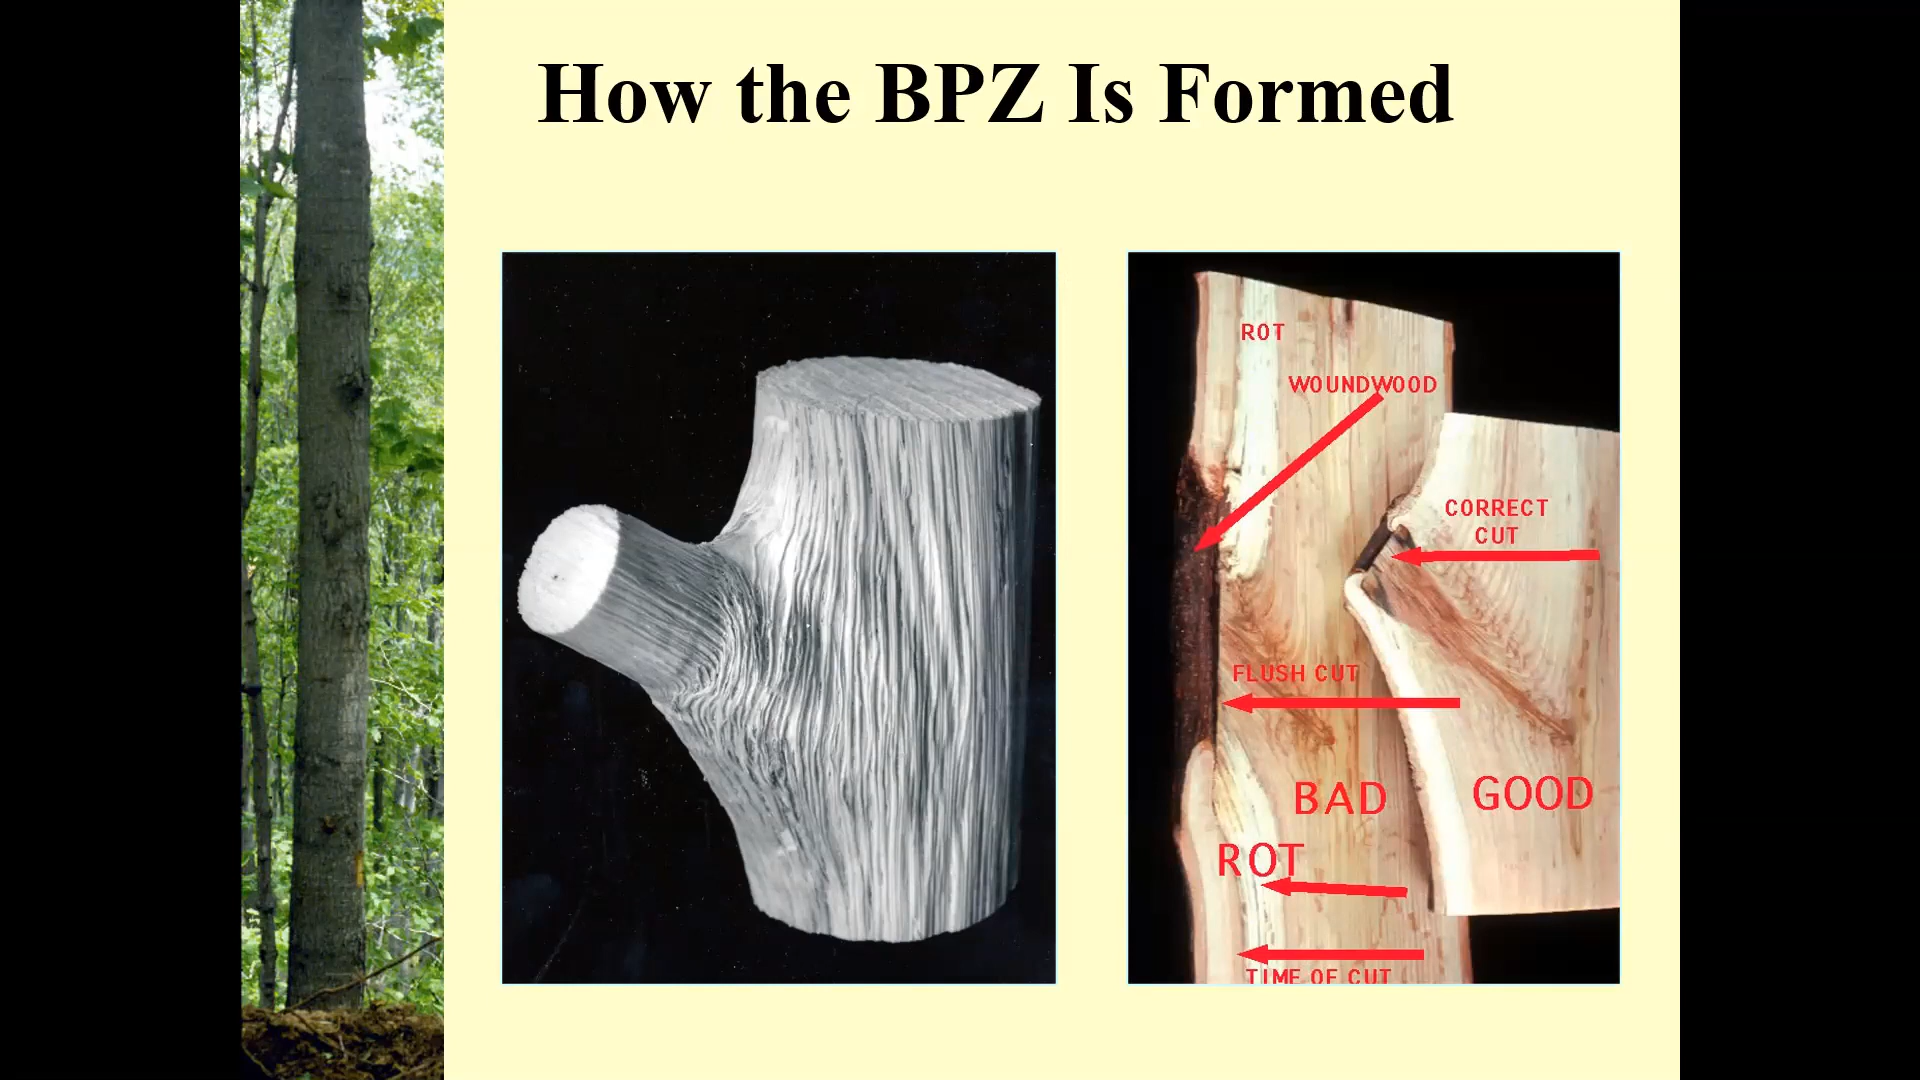 How the BPZ Is Formed
ROT
WOUNDWOOD
CORRECT
CUT
FLUSH CUT
BAD
GOOD
ROT
TIME OF CUT